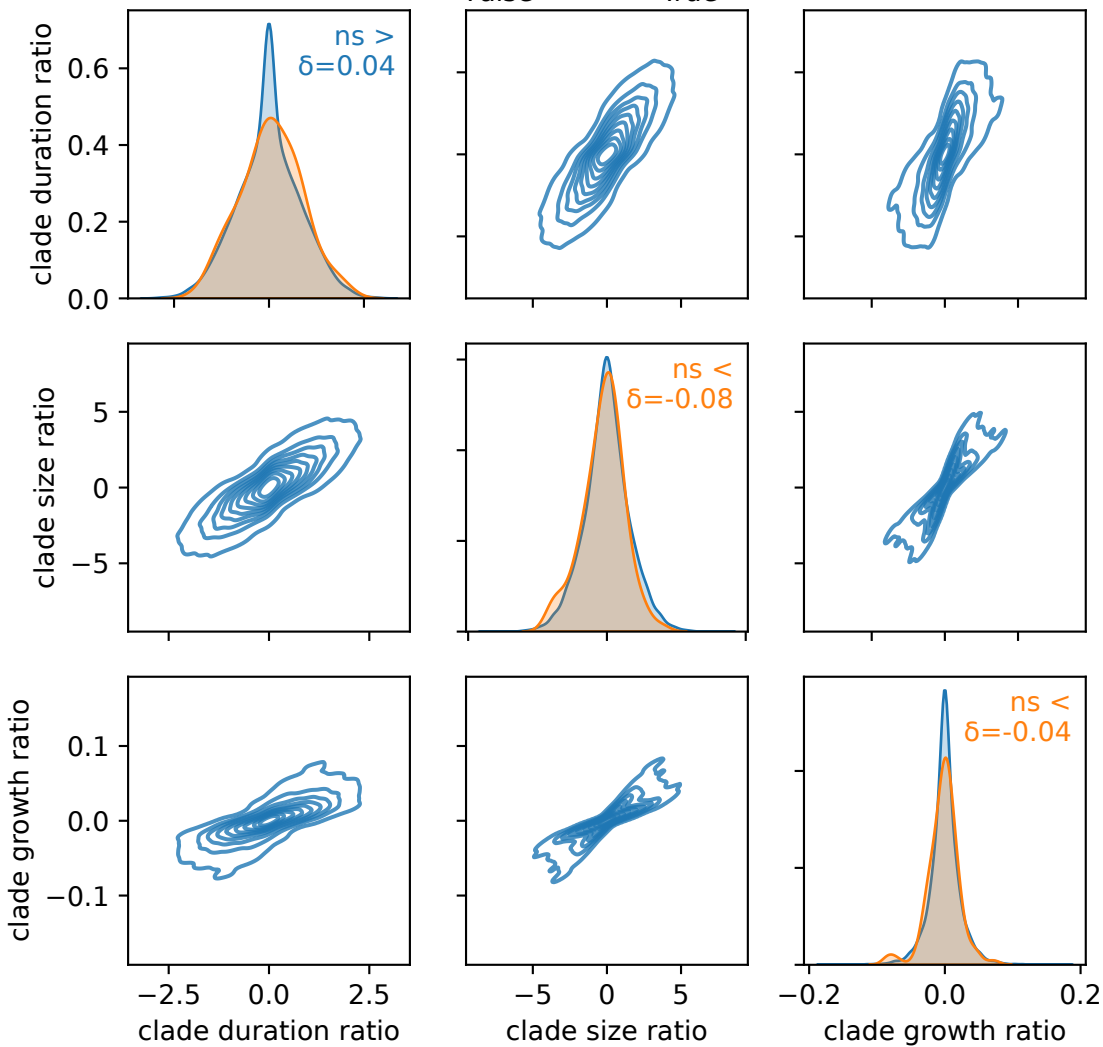 clade duration ratio
0.6
0.4
0.2
0.0
ns >
δ=0.04
clade size ratio
5
0
−5
ns <
δ=-0.08
clade growth ratio
0.1
0.0
−0.1
ns <
δ=-0.04
−2.5 0.0 2.5
−5 0 5
−0.2 0.0 0.2
clade duration ratio
clade size ratio
clade growth ratio